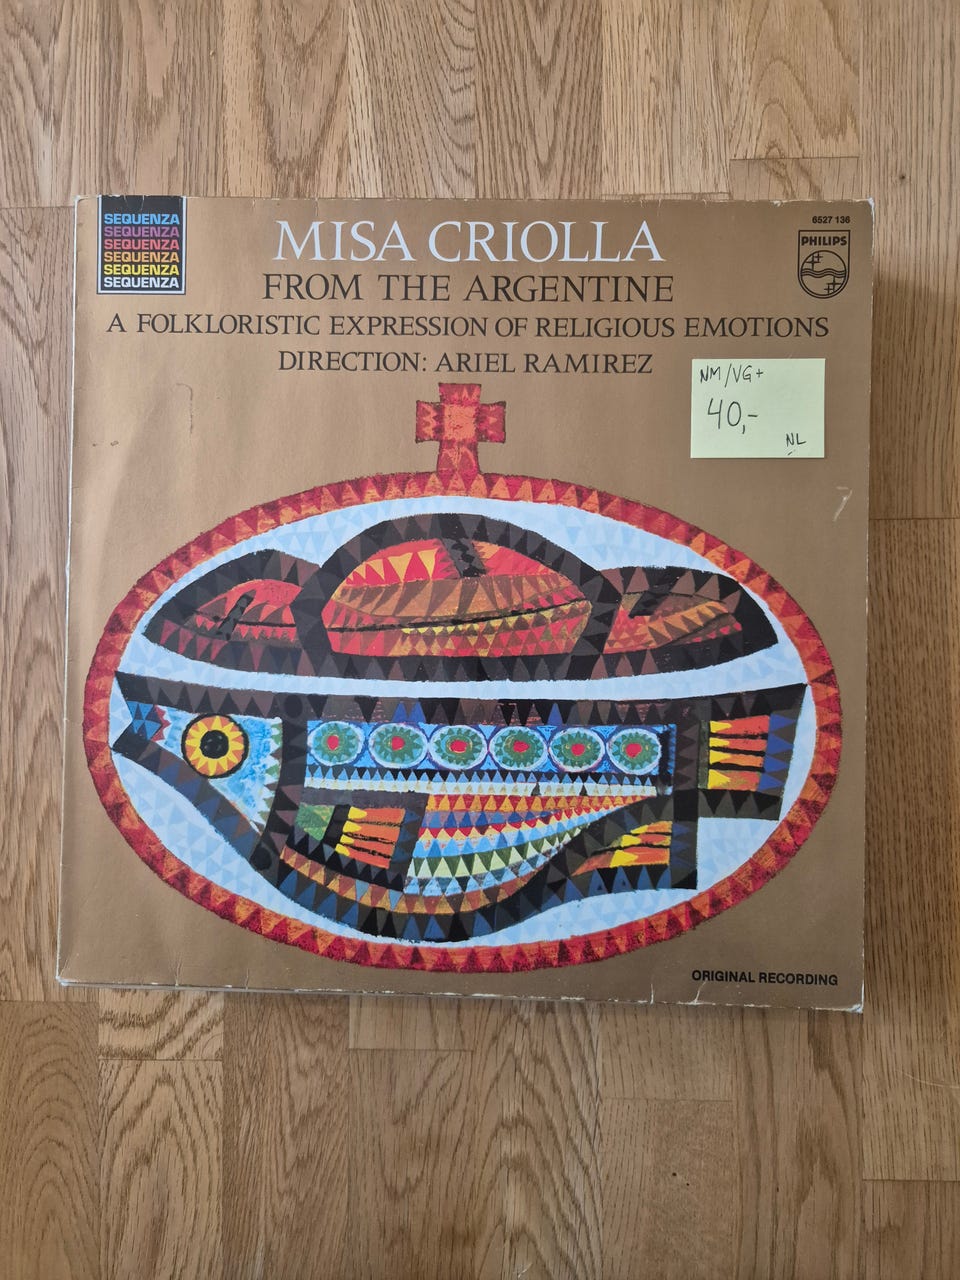 SEQUENZA
SEQUENZA
SEQUENZA
SEQUENZA
SEQUENZA
SEQUENZA
MISA CRIOLLA
FROM THE ARGENTINE
A FOLKLORISTIC EXPRESSION OF RELIGIOUS EMOTIONS
DIRECTION: ARIEL RAMIREZ
6527 136
PHILIPS
NM/VG+
40,-
NL
ORIGINAL RECORDING